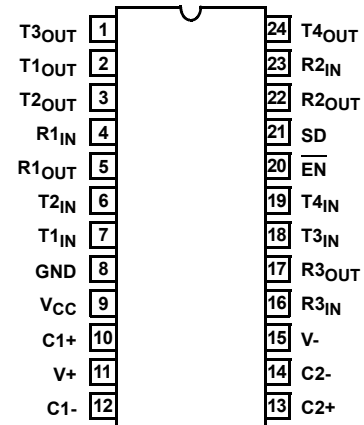 T3OUT 1 24 T4OUT
T1OUT 2 23 R2IN
T2OUT 3 22 R2OUT
R1IN 4 21 SD
R1OUT 5 20 E̅N̅
T2IN 6 19 T4IN
T1IN 7 18 T3IN
GND 8 17 R3OUT
VCC 9 16 R3IN
C1+ 10 15 V-
V+ 11 14 C2-
C1- 12 13 C2+